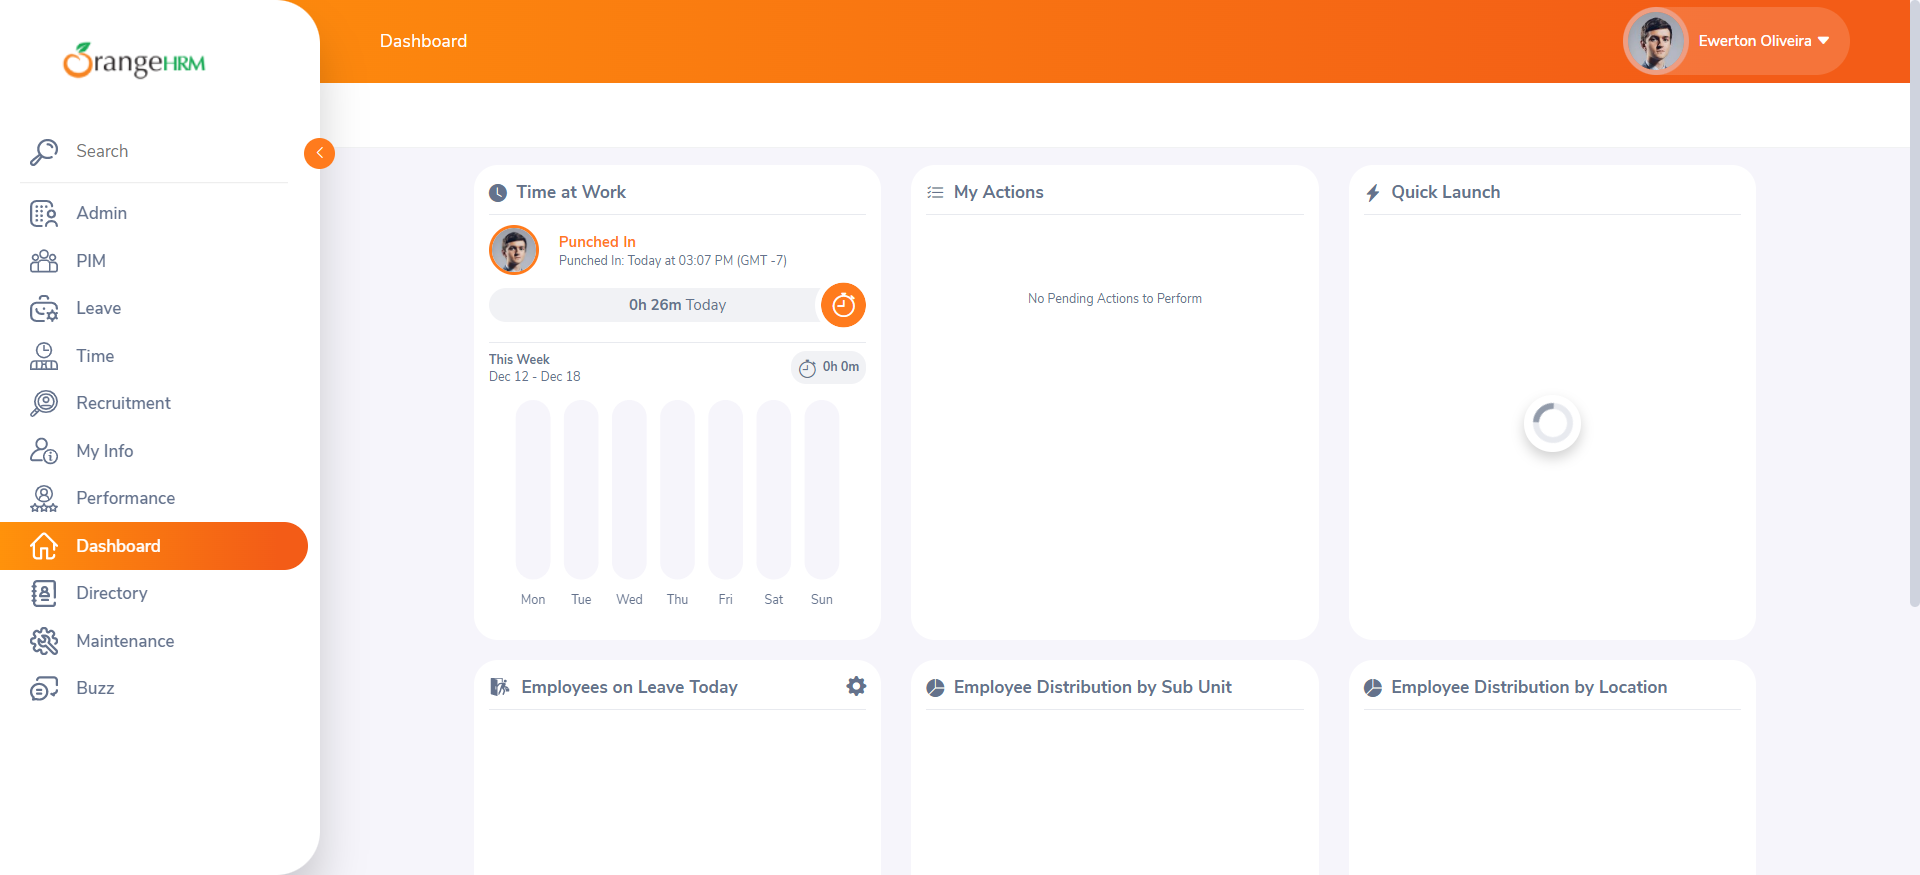 OrangeHRM
Dashboard
Ewerton Oliveira
Search
Admin
PIM
Leave
Time
Recruitment
My Info
Performance
Dashboard
Directory
Maintenance
Buzz
Time at Work
Punched In
Punched In: Today at 03:07 PM (GMT -7)
0h 26m Today
This Week
Dec 12 - Dec 18
0h 0m
Mon Tue Wed Thu Fri Sat Sun
My Actions
No Pending Actions to Perform
Quick Launch
Employees on Leave Today
Employee Distribution by Sub Unit
Employee Distribution by Location